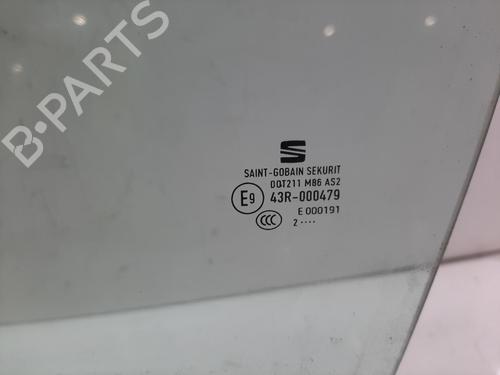 B-PARTS
SAINT-GOBAIN SEKURIT
DOT211 M86 AS2
E9 43R-000479
E 000191
CCC
2 ····